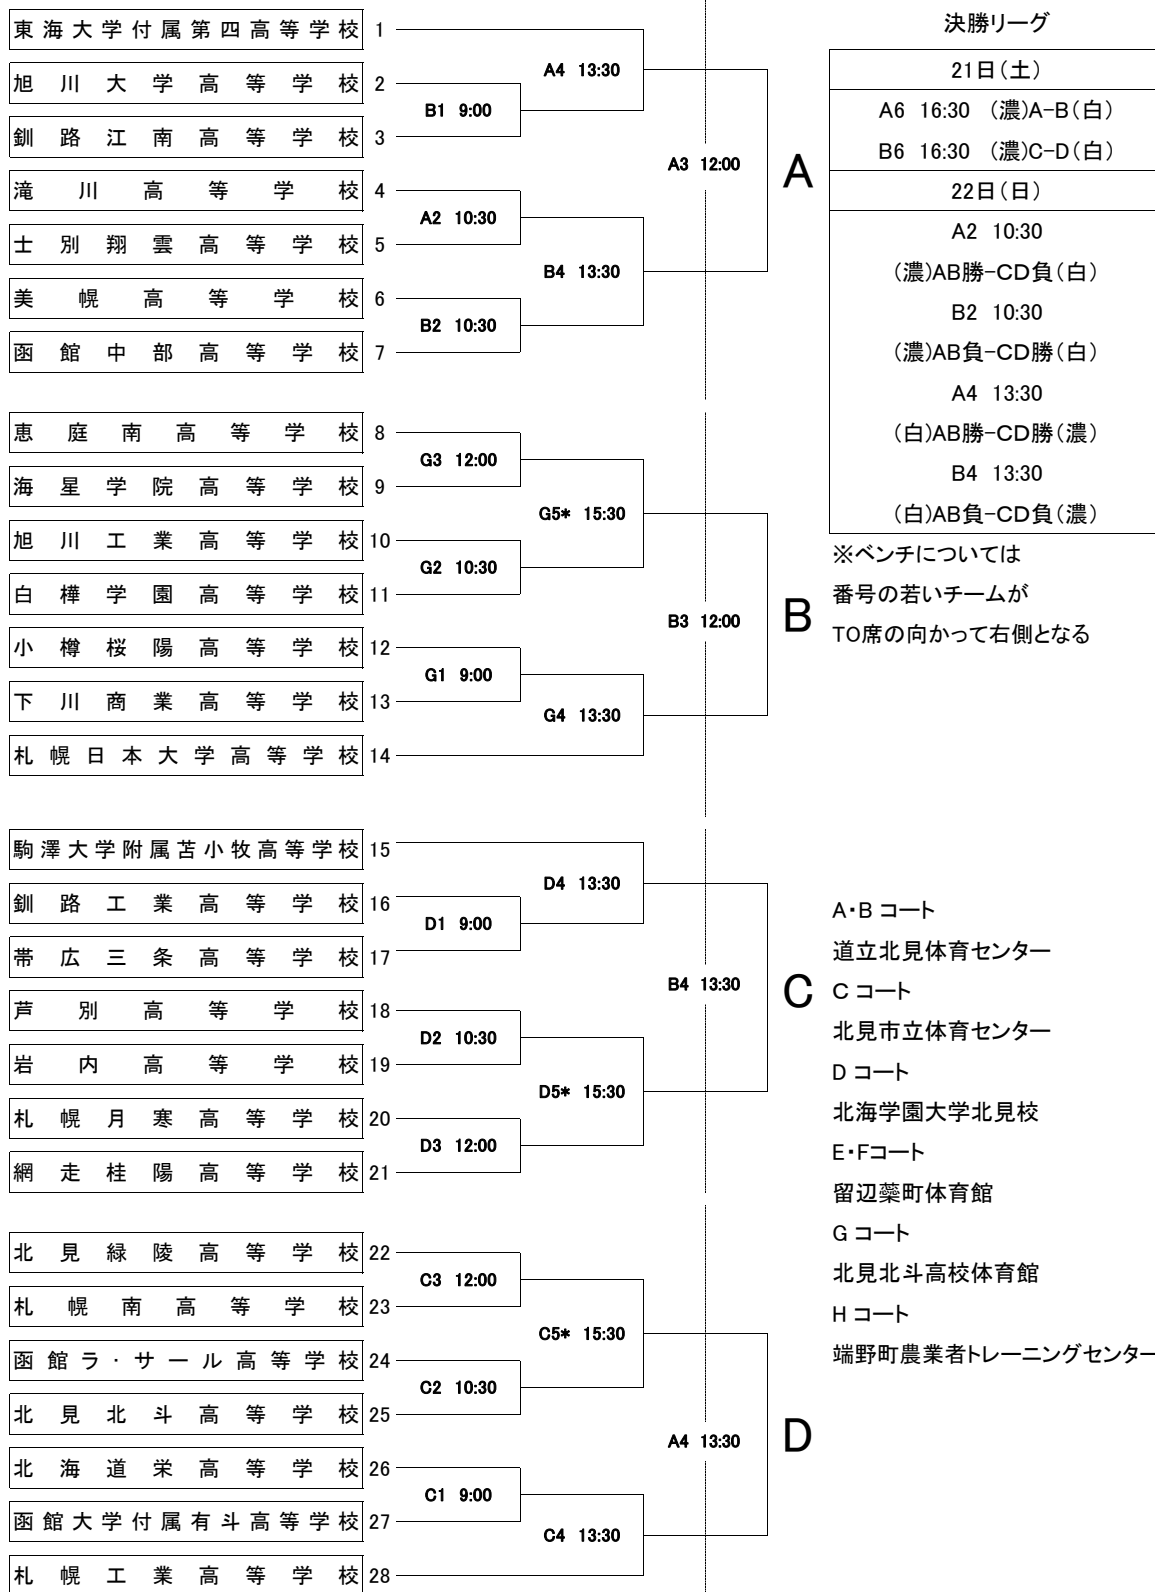 東海大学付属第四高等学校 1
旭川大学高等学校 2
釧路江南高等学校 3
滝川高等学校 4
士別翔雲高等学校 5
美幌高等学校 6
函館中部高等学校 7
A4 13:30
B1 9:00
A2 10:30
B4 13:30
B2 10:30
A3 12:00
A
恵庭南高等学校 8
海星学院高等学校 9
旭川工業高等学校 10
白樺学園高等学校 11
小樽桜陽高等学校 12
下川商業高等学校 13
札幌日本大学高等学校 14
G3 12:00
G5* 15:30
G2 10:30
G1 9:00
G4 13:30
B3 12:00
B
駒澤大学附属苫小牧高等学校 15
釧路工業高等学校 16
帯広三条高等学校 17
芦別高等学校 18
岩内高等学校 19
札幌月寒高等学校 20
網走桂陽高等学校 21
D4 13:30
D1 9:00
D2 10:30
D5* 15:30
D3 12:00
B4 13:30
C
北見緑陵高等学校 22
札幌南高等学校 23
函館ラ・サール高等学校 24
北見北斗高等学校 25
北海道栄高等学校 26
函館大学付属有斗高等学校 27
札幌工業高等学校 28
C3 12:00
C5* 15:30
C2 10:30
C1 9:00
C4 13:30
A4 13:30
D
決勝リーグ
21日(土)
A6 16:30 (濃)A-B(白)
B6 16:30 (濃)C-D(白)
22日(日)
A2 10:30
(濃)AB勝-CD負(白)
B2 10:30
(濃)AB負-CD勝(白)
A4 13:30
(白)AB勝-CD勝(濃)
B4 13:30
(白)AB負-CD負(濃)
※ベンチについては
番号の若いチームが
TO席の向かって右側となる
A・B コート
道立北見体育センター
C コート
北見市立体育センター
D コート
北海学園大学北見校
E・Fコート
留辺蘂町体育館
G コート
北見北斗高校体育館
H コート
端野町農業者トレーニングセンター